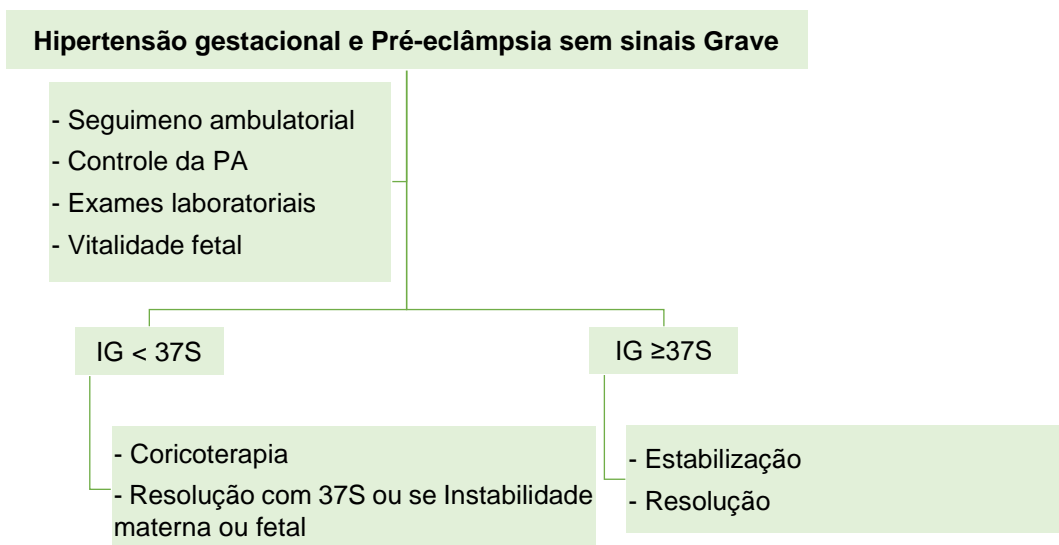 Hipertensão gestacional e Pré-eclâmpsia sem sinais Grave
- Seguimeno ambulatorial
- Controle da PA
- Exames laboratoriais
- Vitalidade fetal
IG < 37S
IG ≥37S
- Coricoterapia
- Resolução com 37S ou se Instabilidade
materna ou fetal
- Estabilização
- Resolução